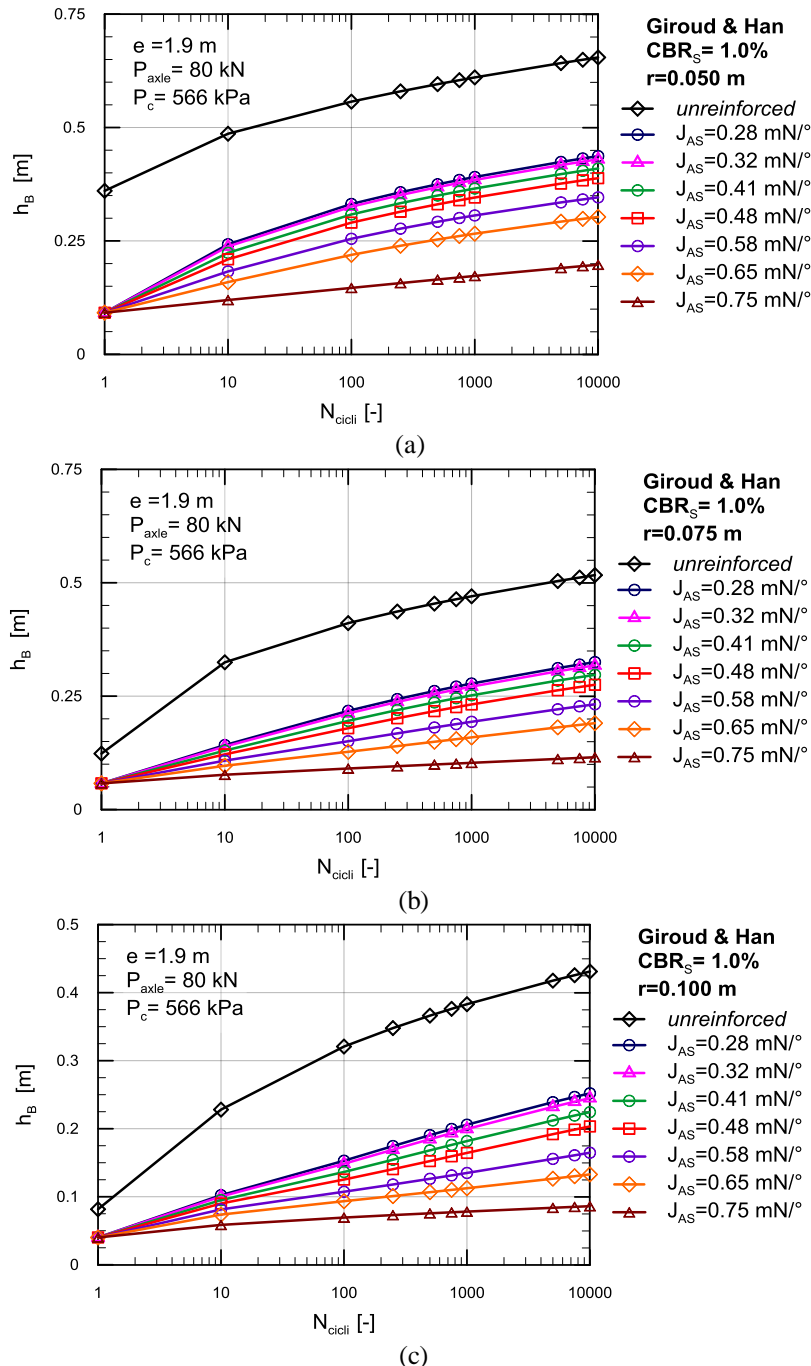 0.75
0.5
0.25
0
h_B [m]
e =1.9 m
P_axle= 80 kN
P_c= 566 kPa
1 10 100 1000 10000
N_cicli [-]
Giroud & Han
CBR_S= 1.0%
r=0.050 m
unreinforced
J_AS=0.28 mN/°
J_AS=0.32 mN/°
J_AS=0.41 mN/°
J_AS=0.48 mN/°
J_AS=0.58 mN/°
J_AS=0.65 mN/°
J_AS=0.75 mN/°
(a)
0.75
0.5
0.25
0
h_B [m]
e =1.9 m
P_axle= 80 kN
P_c= 566 kPa
1 10 100 1000 10000
N_cicli [-]
Giroud & Han
CBR_S= 1.0%
r=0.075 m
unreinforced
J_AS=0.28 mN/°
J_AS=0.32 mN/°
J_AS=0.41 mN/°
J_AS=0.48 mN/°
J_AS=0.58 mN/°
J_AS=0.65 mN/°
J_AS=0.75 mN/°
(b)
0.5
0.4
0.3
0.2
0.1
0
h_B [m]
e =1.9 m
P_axle= 80 kN
P_c= 566 kPa
1 10 100 1000 10000
N_cicli [-]
Giroud & Han
CBR_S= 1.0%
r=0.100 m
unreinforced
J_AS=0.28 mN/°
J_AS=0.32 mN/°
J_AS=0.41 mN/°
J_AS=0.48 mN/°
J_AS=0.58 mN/°
J_AS=0.65 mN/°
J_AS=0.75 mN/°
(c)